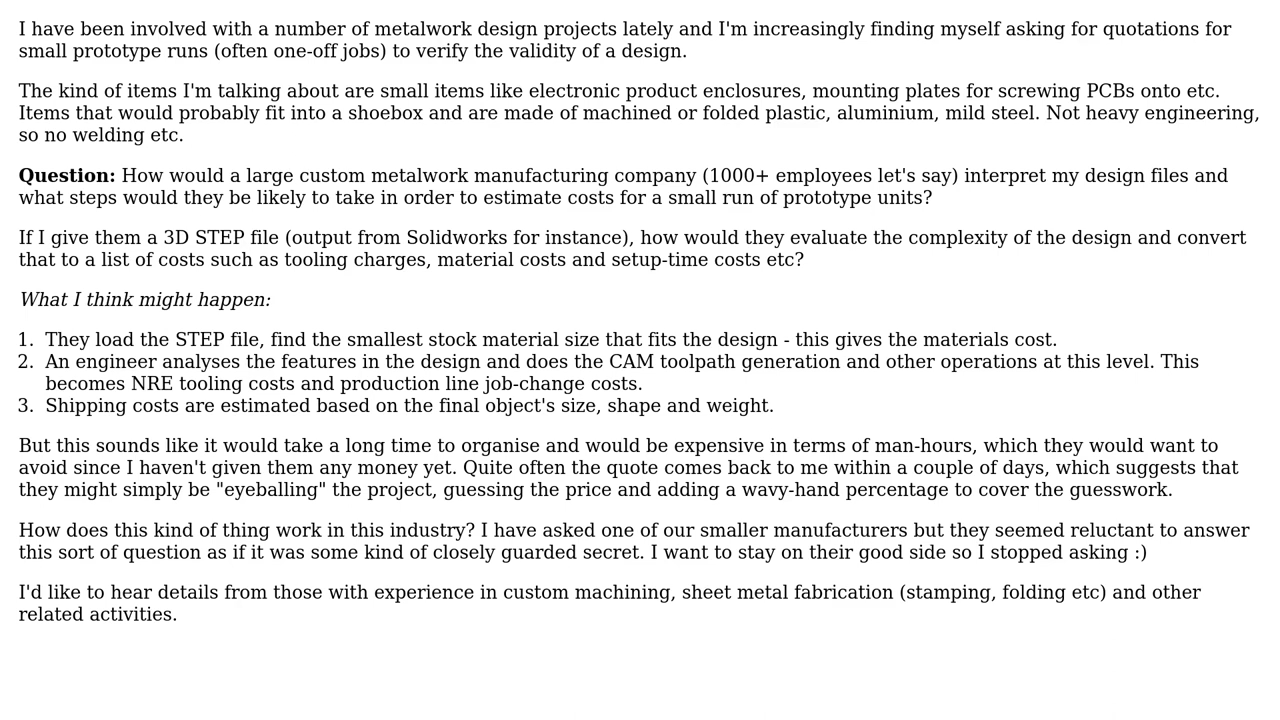 I have been involved with a number of metalwork design projects lately and I'm increasingly finding myself asking for quotations for
small prototype runs (often one-off jobs) to verify the validity of a design.
The kind of items I'm talking about are small items like electronic product enclosures, mounting plates for screwing PCBs onto etc.
Items that would probably fit into a shoebox and are made of machined or folded plastic, aluminium, mild steel. Not heavy engineering,
so no welding etc.
Question: How would a large custom metalwork manufacturing company (1000+ employees let's say) interpret my design files and
what steps would they be likely to take in order to estimate costs for a small run of prototype units?
If I give them a 3D STEP file (output from Solidworks for instance), how would they evaluate the complexity of the design and convert
that to a list of costs such as tooling charges, material costs and setup-time costs etc?
What I think might happen:
1. They load the STEP file, find the smallest stock material size that fits the design - this gives the materials cost.
2. An engineer analyses the features in the design and does the CAM toolpath generation and other operations at this level. This
becomes NRE tooling costs and production line job-change costs.
3. Shipping costs are estimated based on the final object's size, shape and weight.
But this sounds like it would take a long time to organise and would be expensive in terms of man-hours, which they would want to
avoid since I haven't given them any money yet. Quite often the quote comes back to me within a couple of days, which suggests that
they might simply be "eyeballing" the project, guessing the price and adding a wavy-hand percentage to cover the guesswork.
How does this kind of thing work in this industry? I have asked one of our smaller manufacturers but they seemed reluctant to answer
this sort of question as if it was some kind of closely guarded secret. I want to stay on their good side so I stopped asking :)
I'd like to hear details from those with experience in custom machining, sheet metal fabrication (stamping, folding etc) and other
related activities.